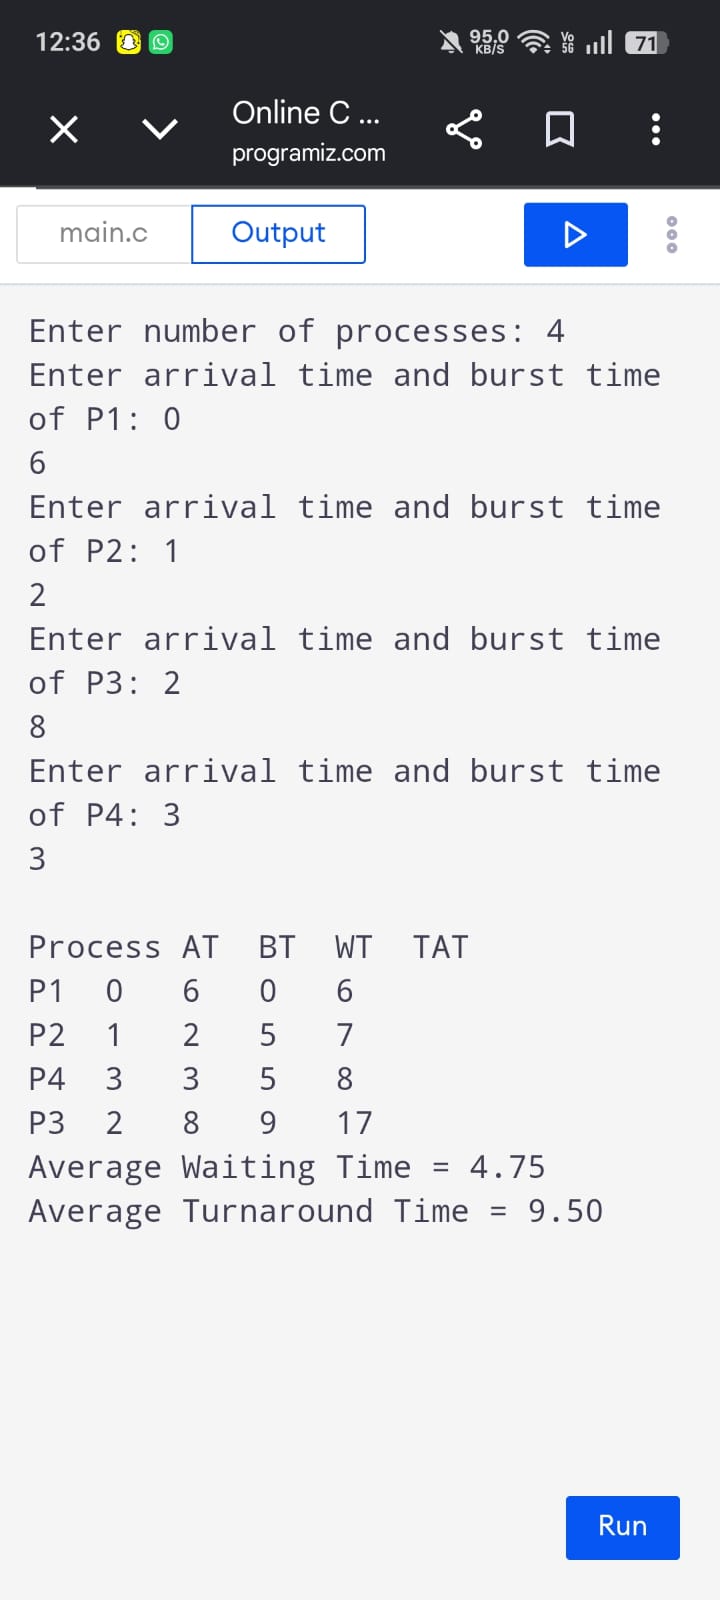 12:36 95.0 KB/S Vo 5G 71
Online C ...
programiz.com
main.c Output
Enter number of processes: 4
Enter arrival time and burst time
of P1: 0
6
Enter arrival time and burst time
of P2: 1
2
Enter arrival time and burst time
of P3: 2
8
Enter arrival time and burst time
of P4: 3
3
Process AT BT WT TAT
P1 0 6 0 6
P2 1 2 5 7
P4 3 3 5 8
P3 2 8 9 17
Average Waiting Time = 4.75
Average Turnaround Time = 9.50
Run